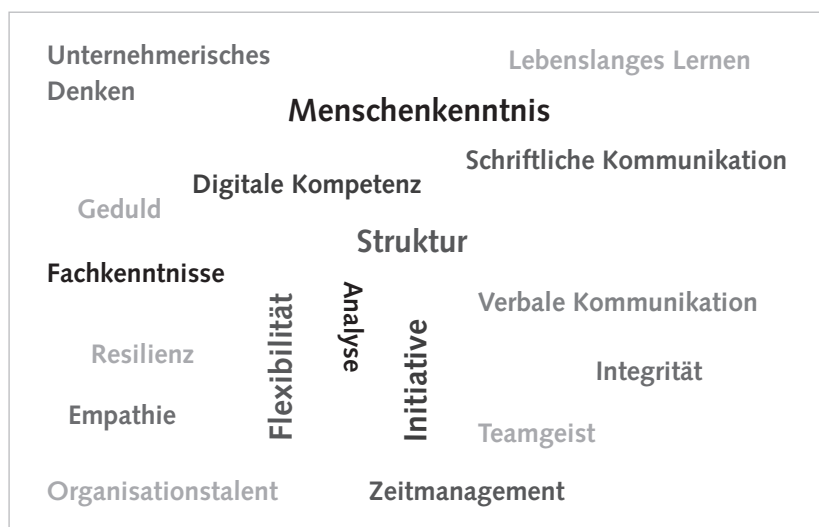 Unternehmerisches
Denken
Lebenslanges Lernen
Menschenkenntnis
Schriftliche Kommunikation
Digitale Kompetenz
Geduld
Struktur
Fachkenntnisse
Flexibilität
Analyse
Initiative
Verbale Kommunikation
Resilienz
Integrität
Empathie
Teamgeist
Organisationstalent
Zeitmanagement